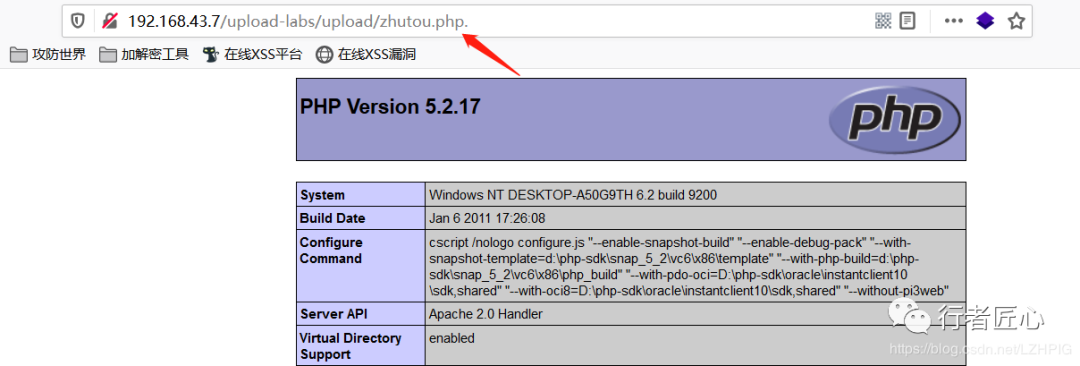 192.168.43.7/upload-labs/upload/zhutou.php.
攻防世界 加解密工具 在线XSS平台 在线XSS漏洞
PHP Version 5.2.17
php
System Windows NT DESKTOP-A50G9TH 6.2 build 9200
Build Date Jan 6 2011 17:26:08
Configure cscript /nologo configure.js "--enable-snapshot-build" "--enable-debug-pack" "--with-
Command snapshot-template=d:\php-sdk\snap_5_2\vc6\x86\template" "--with-php-build=d:\php-
sdk\snap_5_2\vc6\x86\php_build" "--with-pdo-oci=D:\php-sdk\oracle\instantclient10
\sdk,shared" "--with-oci8=D:\php-sdk\oracle\instantclient10\sdk,shared" "--without-pi3web"
Server API Apache 2.0 Handler
Virtual Directory enabled
Support
行者匠心
https://blog.csdn.net/LZHPIG